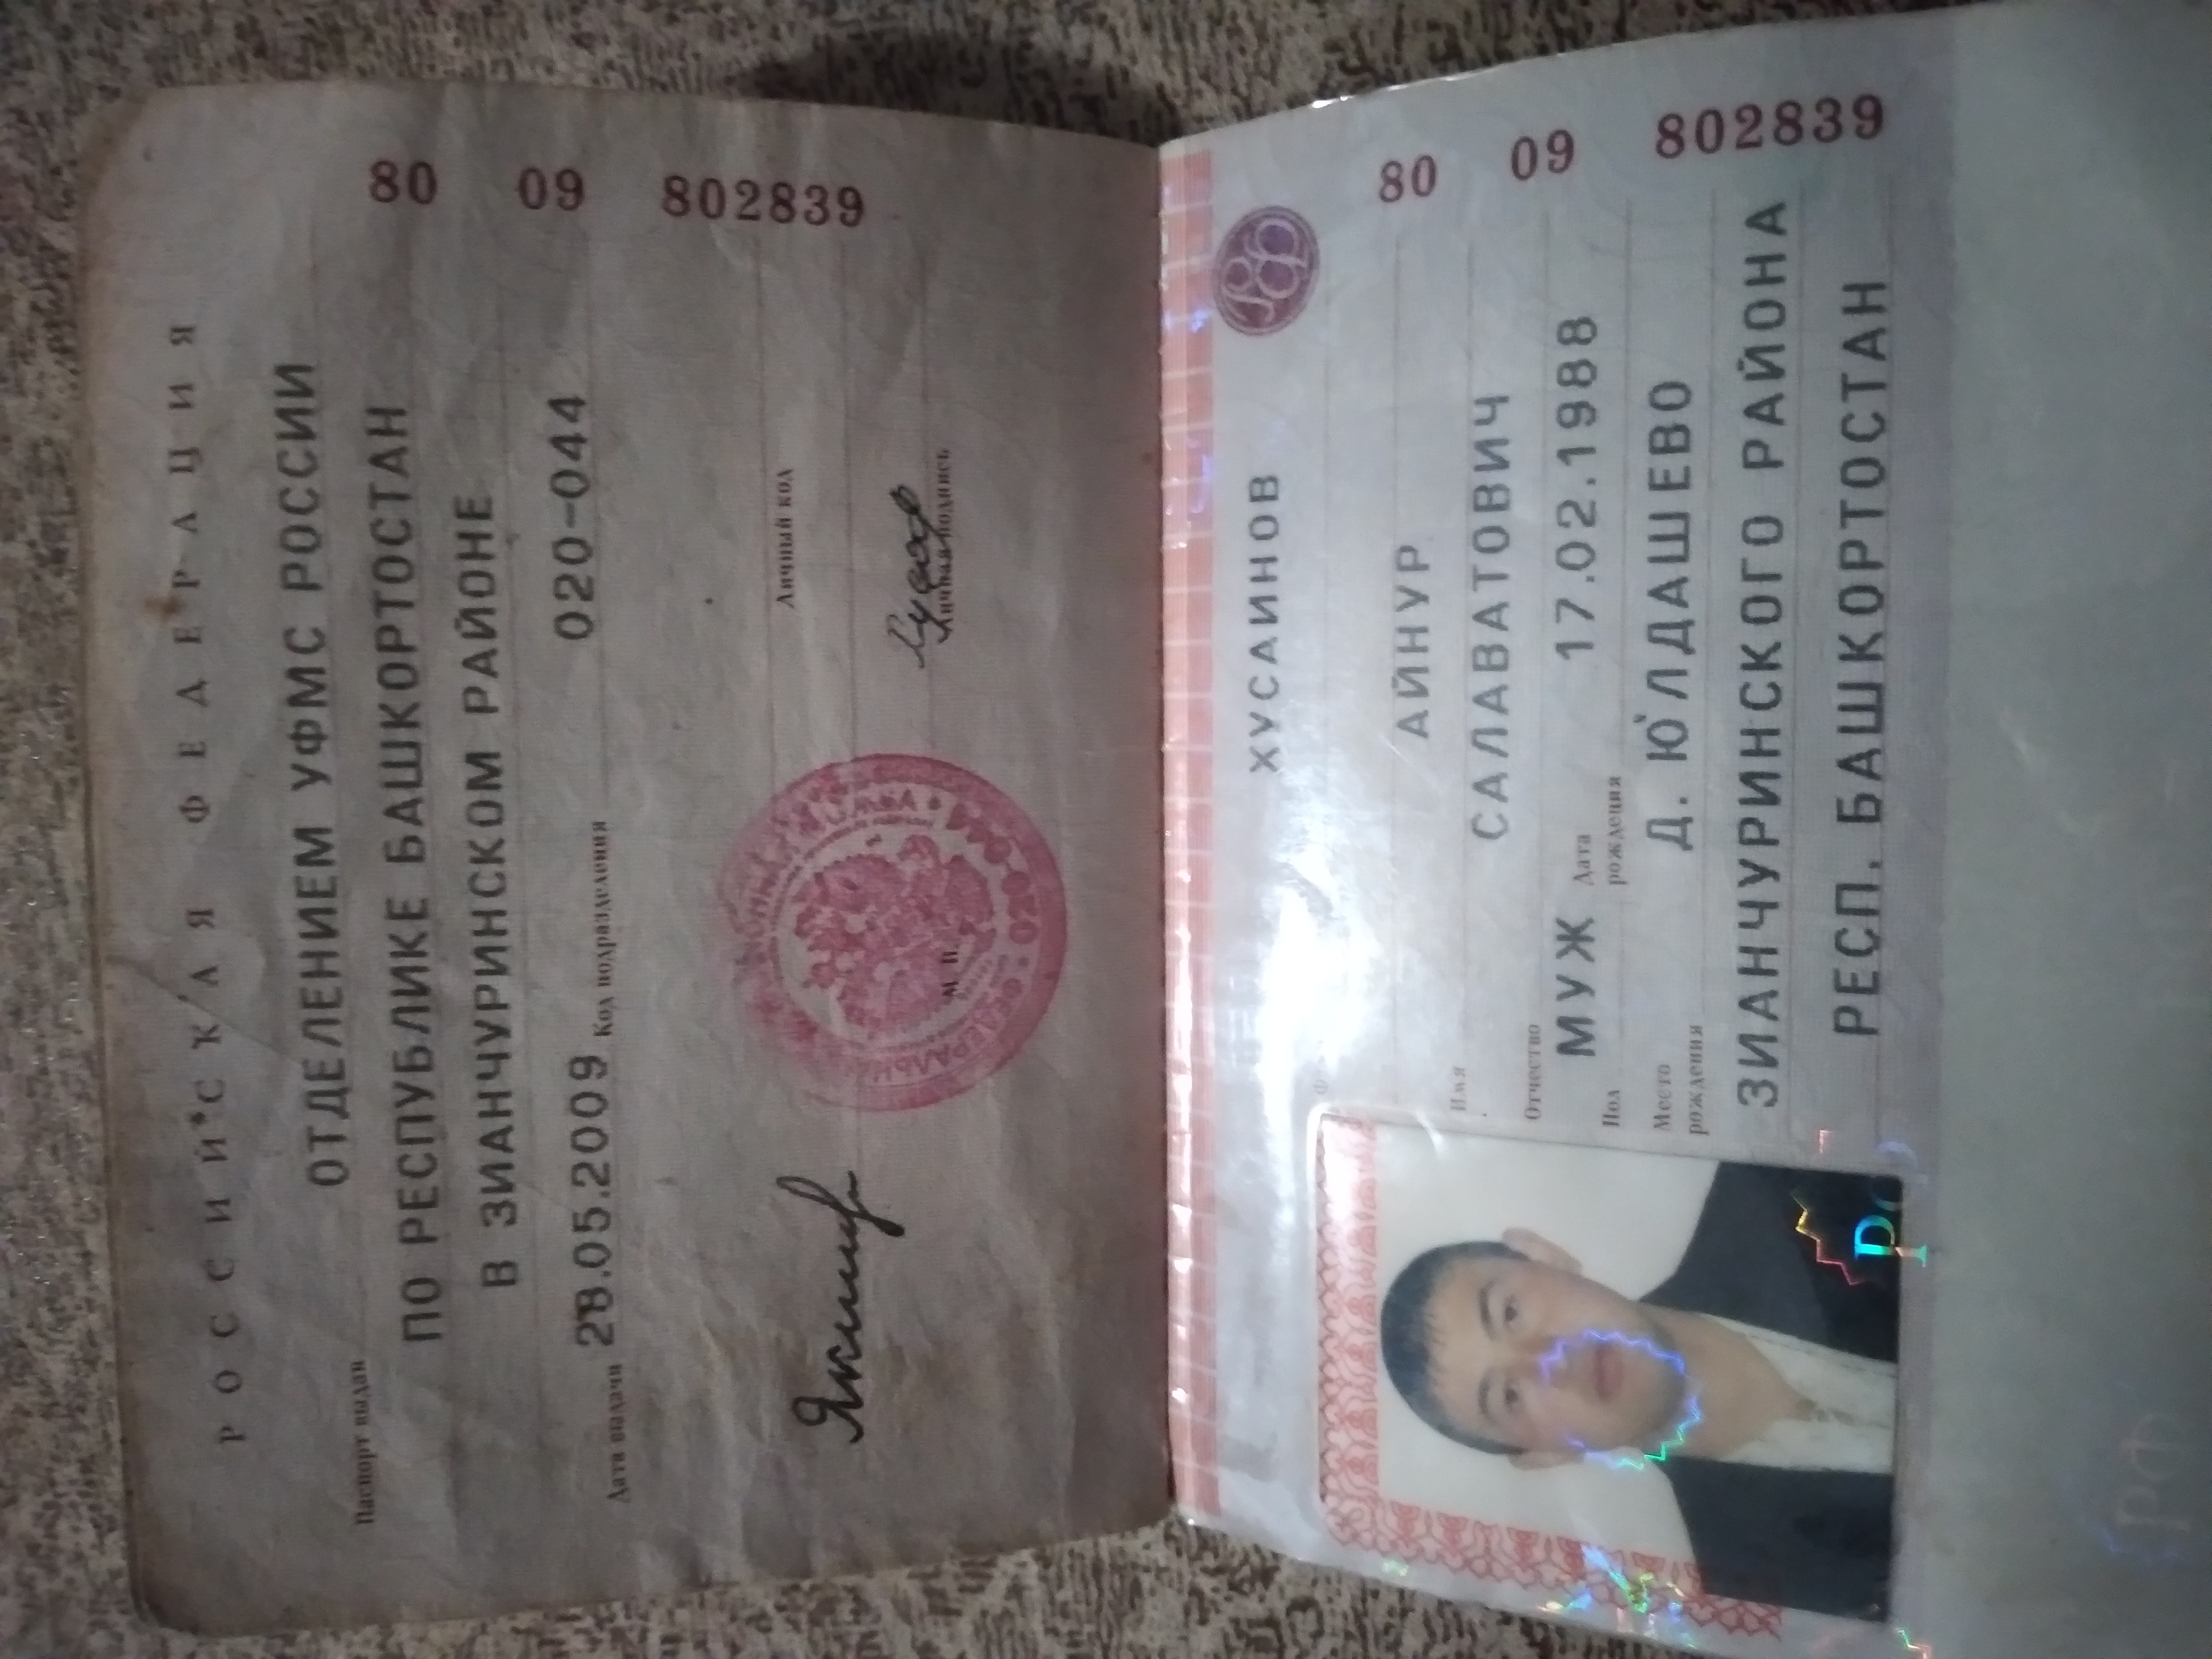 РОССИЙСКАЯ ФЕДЕРАЦИЯ
Паспорт выдан ОТДЕЛЕНИЕМ УФМС РОССИИ
ПО РЕСПУБЛИКЕ БАШКОРТОСТАН
В ЗИАНЧУРИНСКОМ РАЙОНЕ
Дата выдачи 28.05.2009 Код подразделения 020-044
80 09 802839
Личный код
М. П.
Личная подпись
020-044
ХУСАИНОВ
РФ
АЙНУР
Имя
САЛАВАТОВИЧ
Отчество
Пол МУЖ Дата рождения 17.02.1988
Место рождения Д. ЮЛДАШЕВО
ЗИАНЧУРИНСКОГО РАЙОНА
РЕСП. БАШКОРТОСТАН
80 09 802839
РФ
РФ